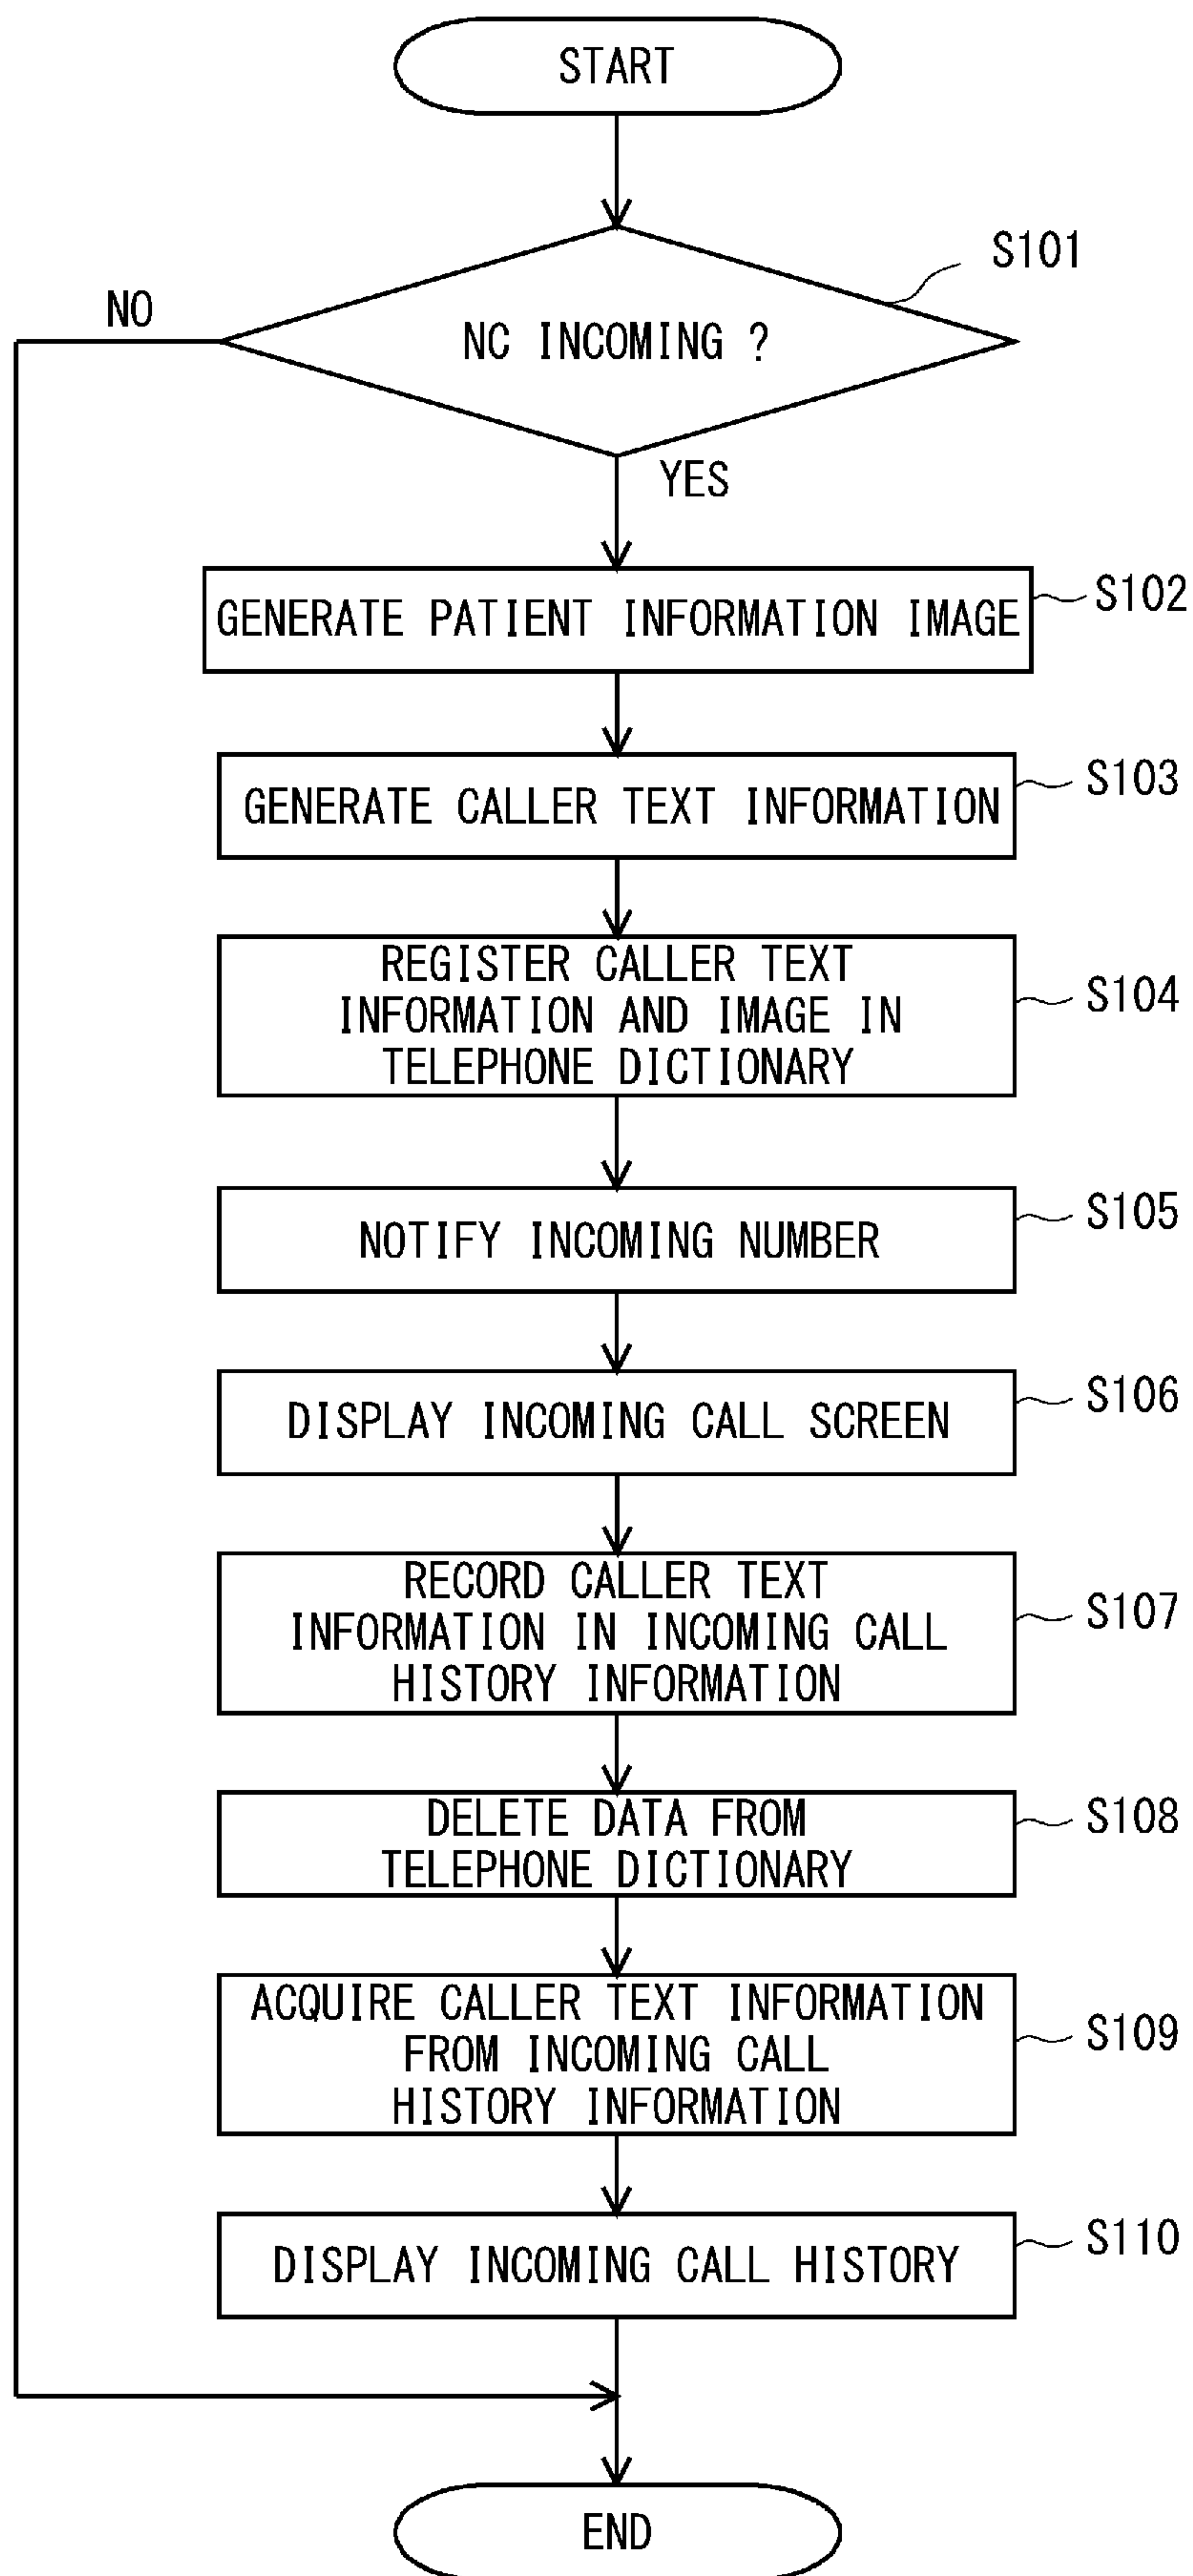 START
S101
NO
NC INCOMING ?
YES
S102
GENERATE PATIENT INFORMATION IMAGE
S103
GENERATE CALLER TEXT INFORMATION
REGISTER CALLER TEXT
S104
INFORMATION AND IMAGE IN
TELEPHONE DICTIONARY
S105
NOTIFY INCOMING NUMBER
S106
DISPLAY INCOMING CALL SCREEN
RECORD CALLER TEXT
S107
INFORMATION IN INCOMING CALL
HISTORY INFORMATION
S108
DELETE DATA FROM
TELEPHONE DICTIONARY
ACQUIRE CALLER TEXT INFORMATION
S109
FROM INCOMING CALL
HISTORY INFORMATION
S110
DISPLAY INCOMING CALL HISTORY
END